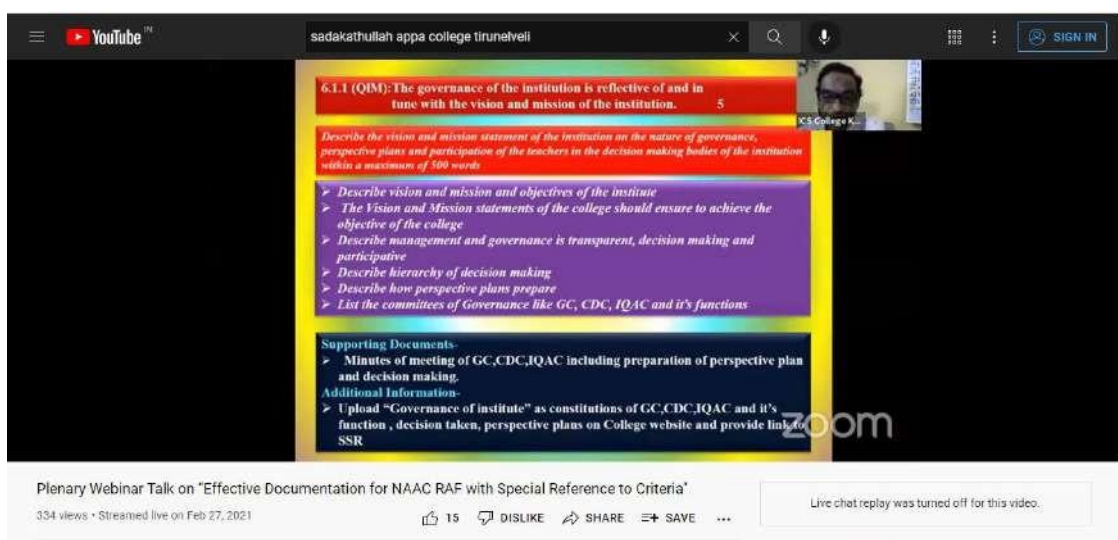 YouTube IN
sadakathullah appa college tirunelveli
SIGN IN
6.1.1 (QIM): The governance of the institution is reflective of and in
tune with the vision and mission of the institution. 5
ICS College K...
Describe the vision and mission statement of the institution on the nature of governance,
perspective plans and participation of the teachers in the decision making bodies of the institution
within a maximum of 500 words
➢ Describe vision and mission and objectives of the institute
➢ The Vision and Mission statements of the college should ensure to achieve the
objective of the college
➢ Describe management and governance is transparent, decision making and
participative
➢ Describe hierarchy of decision making
➢ Describe how perspective plans prepare
➢ List the committees of Governance like GC, CDC, IQAC and it's functions
Supporting Documents-
➢ Minutes of meeting of GC,CDC,IQAC including preparation of perspective plan
and decision making.
Additional Information-
➢ Upload “Governance of institute” as constitutions of GC,CDC,IQAC and it's
function , decision taken, perspective plans on College website and provide link to
SSR
zoom
Plenary Webinar Talk on "Effective Documentation for NAAC RAF with Special Reference to Criteria"
334 views • Streamed live on Feb 27, 2021
15 DISLIKE SHARE SAVE ...
Live chat replay was turned off for this video.